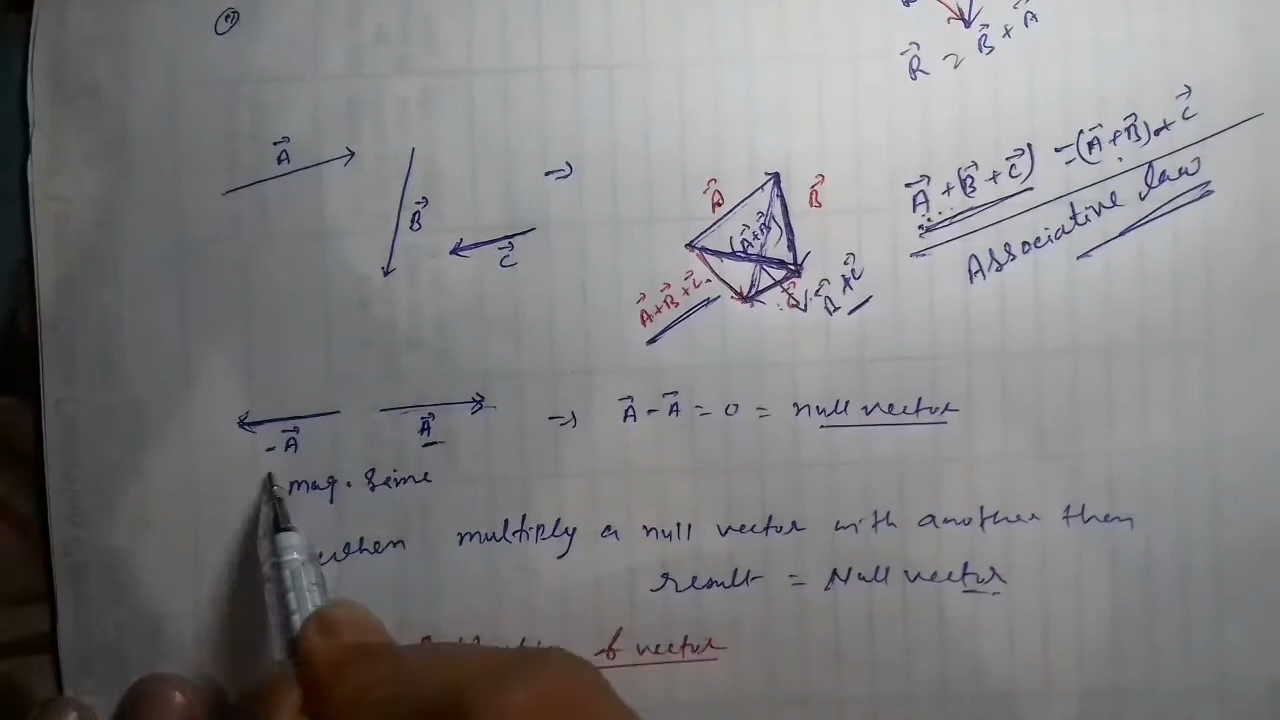 R⃗ = B⃗ + A⃗
A⃗
B⃗
C⃗
⇒
A⃗
B⃗
(A⃗+B⃗)
A⃗+B⃗+C⃗
C⃗
B⃗+C⃗
A⃗ + (B⃗ + C⃗) = (A⃗ + B⃗) + C⃗
Associative law
-A⃗
A⃗
⇒ A⃗ - A⃗ = 0 = null vector
mag. same
when multiply a null vector with another then
result = Null vector
of vector